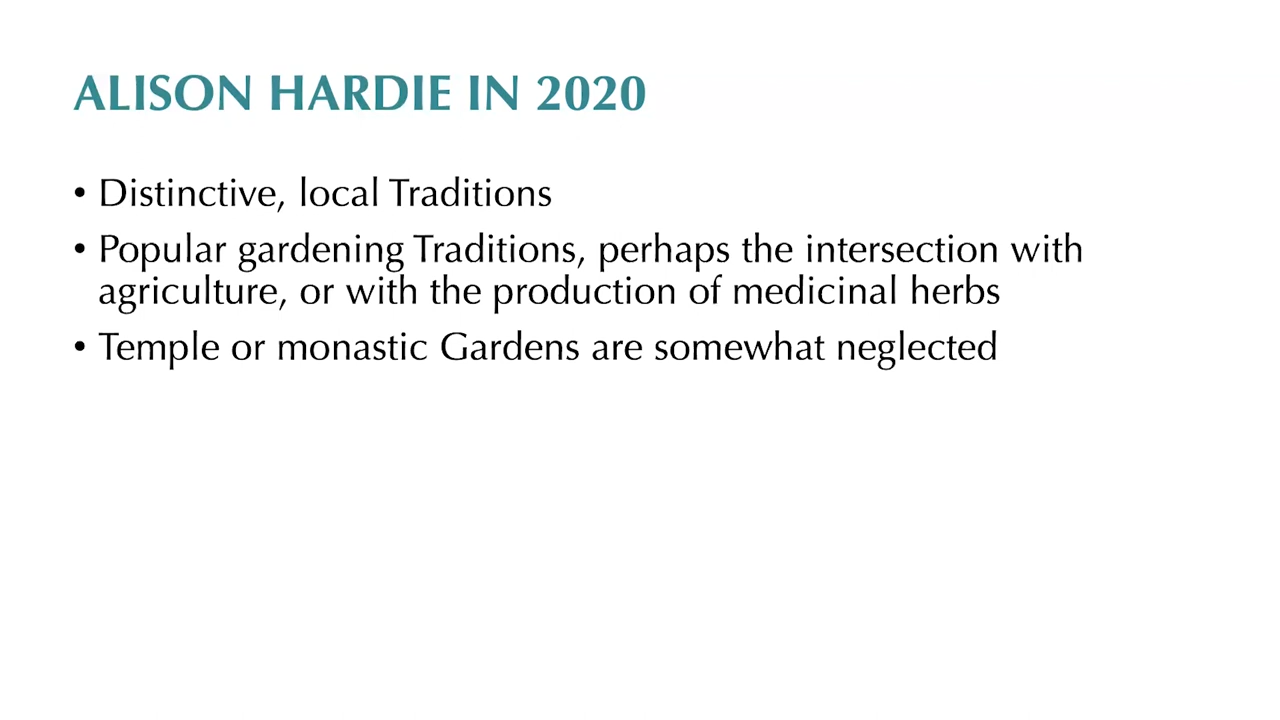 ALISON HARDIE IN 2020
• Distinctive, local Traditions
• Popular gardening Traditions, perhaps the intersection with
agriculture, or with the production of medicinal herbs
• Temple or monastic Gardens are somewhat neglected